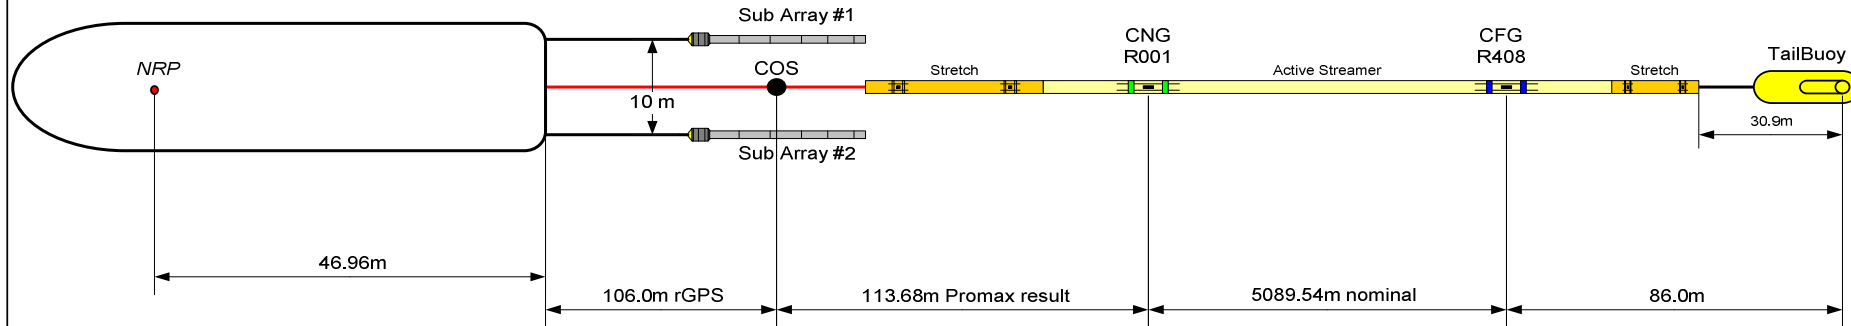 Sub Array #1
CNG
R001
CFG
R408
TailBuoy
NRP
COS
Stretch
Active Streamer
Stretch
10 m
30.9m
Sub Array #2
46.96m
106.0m rGPS
113.68m Promax result
5089.54m nominal
86.0m